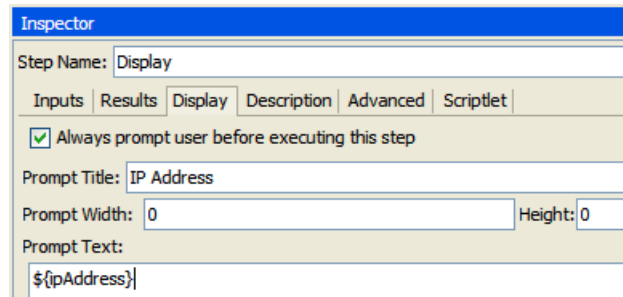 Inspector
Step Name: Display
Inputs Results Display Description Advanced Scriptlet
Always prompt user before executing this step
Prompt Title: IP Address
Prompt Width: 0 Height: 0
Prompt Text:
${ipAddress}